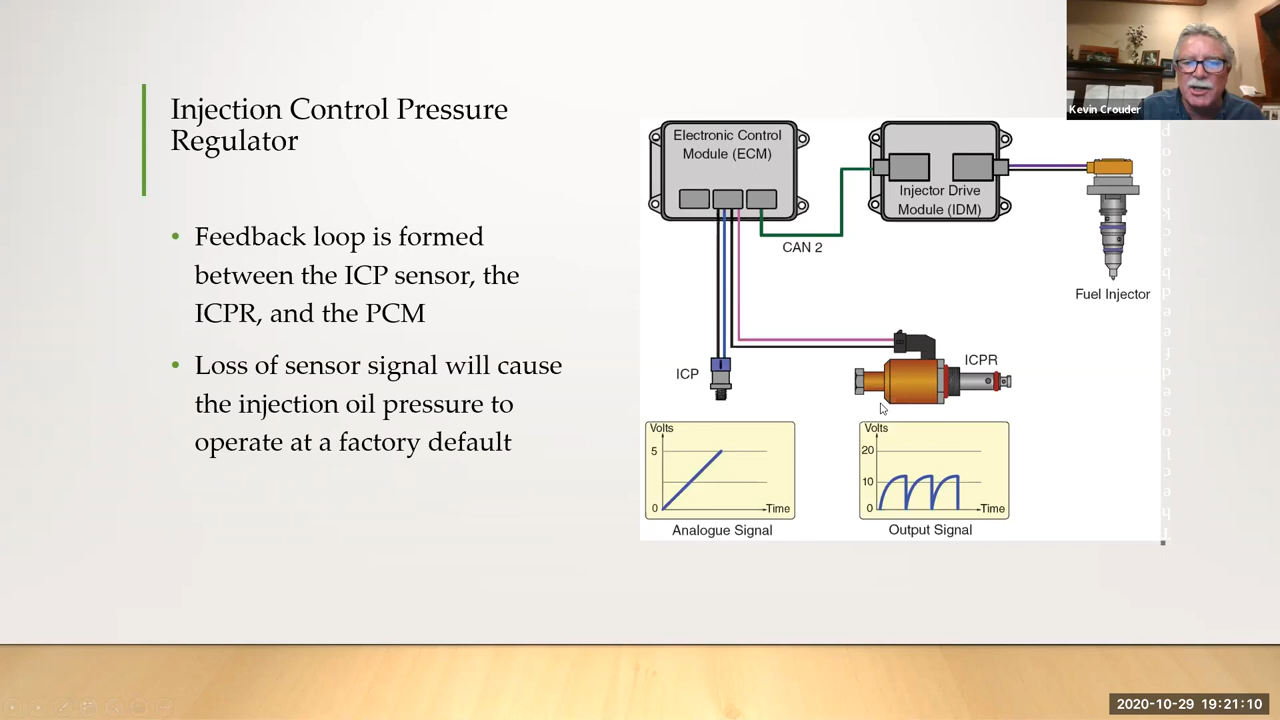 Injection Control Pressure
Regulator
• Feedback loop is formed
between the ICP sensor, the
ICPR, and the PCM
• Loss of sensor signal will cause
the injection oil pressure to
operate at a factory default
Kevin Crouder
Electronic Control
Module (ECM)
Injector Drive
Module (IDM)
CAN 2
Fuel Injector
ICP
ICPR
Volts
5
0
Time
Analogue Signal
Volts
20
10
0
Time
Output Signal
2020-10-29 19:21:10